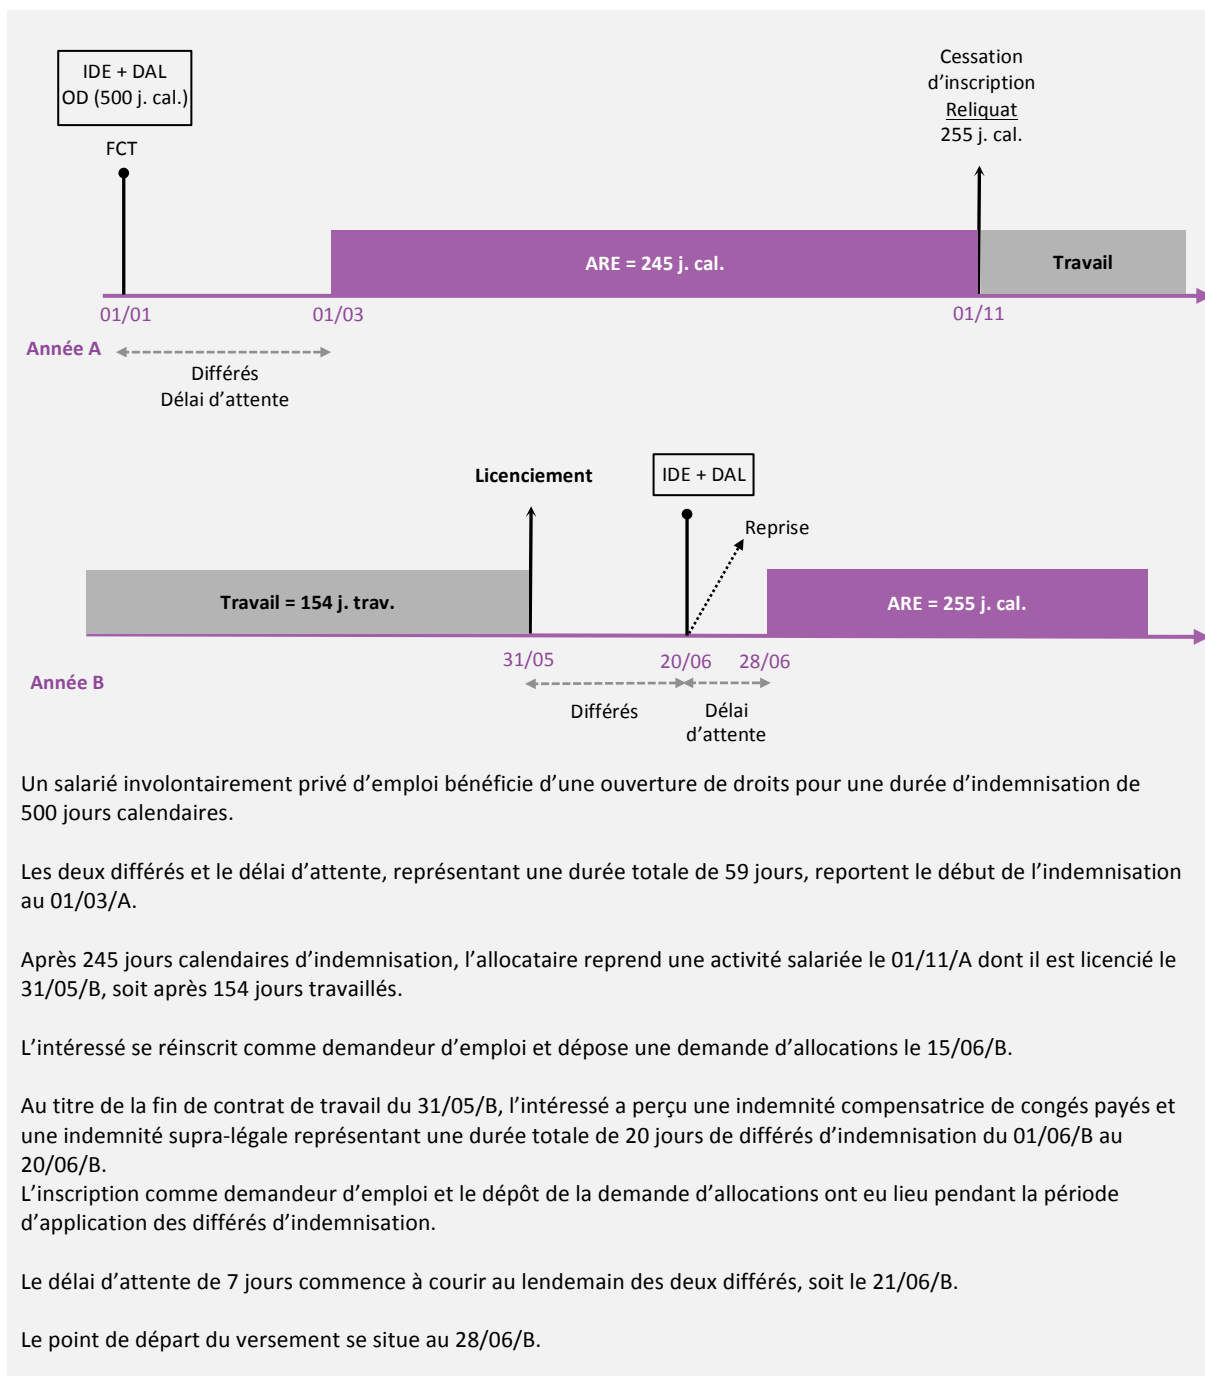 IDE + DAL
OD (500 j. cal.)
FCT
Cessation
d’inscription
Reliquat
255 j. cal.
ARE = 245 j. cal.
Travail
01/01
01/03
01/11
Année A
Différés
Délai d’attente
Licenciement
IDE + DAL
Reprise
Travail = 154 j. trav.
ARE = 255 j. cal.
31/05
20/06
28/06
Année B
Différés
Délai
d’attente
Un salarié involontairement privé d’emploi bénéficie d’une ouverture de droits pour une durée d’indemnisation de
500 jours calendaires.
Les deux différés et le délai d’attente, représentant une durée totale de 59 jours, reportent le début de l’indemnisation
au 01/03/A.
Après 245 jours calendaires d’indemnisation, l’allocataire reprend une activité salariée le 01/11/A dont il est licencié le
31/05/B, soit après 154 jours travaillés.
L’intéressé se réinscrit comme demandeur d’emploi et dépose une demande d’allocations le 15/06/B.
Au titre de la fin de contrat de travail du 31/05/B, l’intéressé a perçu une indemnité compensatrice de congés payés et
une indemnité supra-légale représentant une durée totale de 20 jours de différés d’indemnisation du 01/06/B au
20/06/B.
L’inscription comme demandeur d’emploi et le dépôt de la demande d’allocations ont eu lieu pendant la période
d’application des différés d’indemnisation.
Le délai d’attente de 7 jours commence à courir au lendemain des deux différés, soit le 21/06/B.
Le point de départ du versement se situe au 28/06/B.